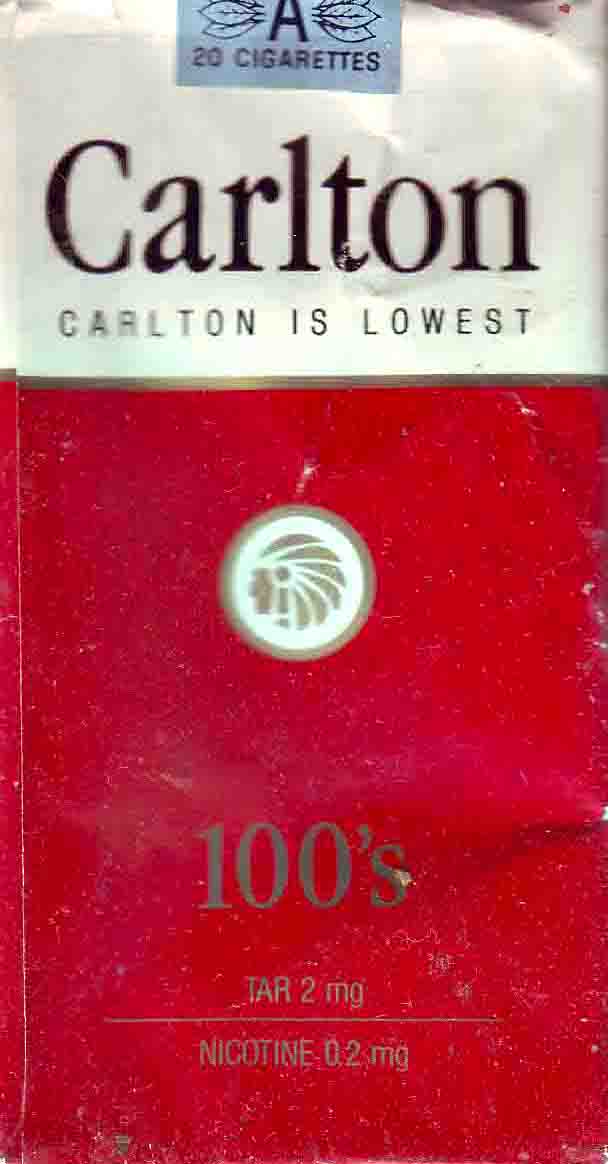 A
20 CIGARETTES
Carlton
CARLTON IS LOWEST
100's
TAR 2 mg
NICOTINE 0.2 mg